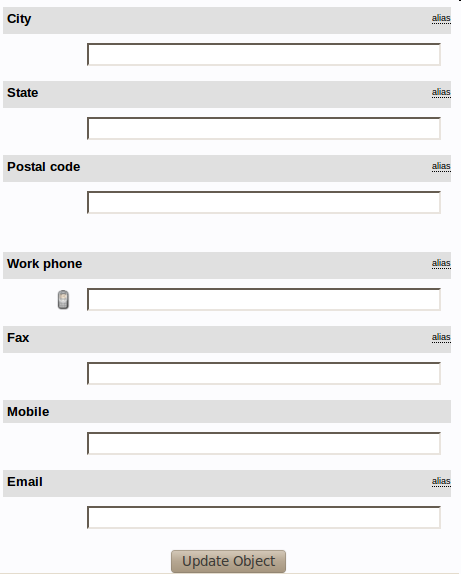 City alias
State alias
Postal code alias
Work phone alias
Fax alias
Mobile
Email alias
Update Object